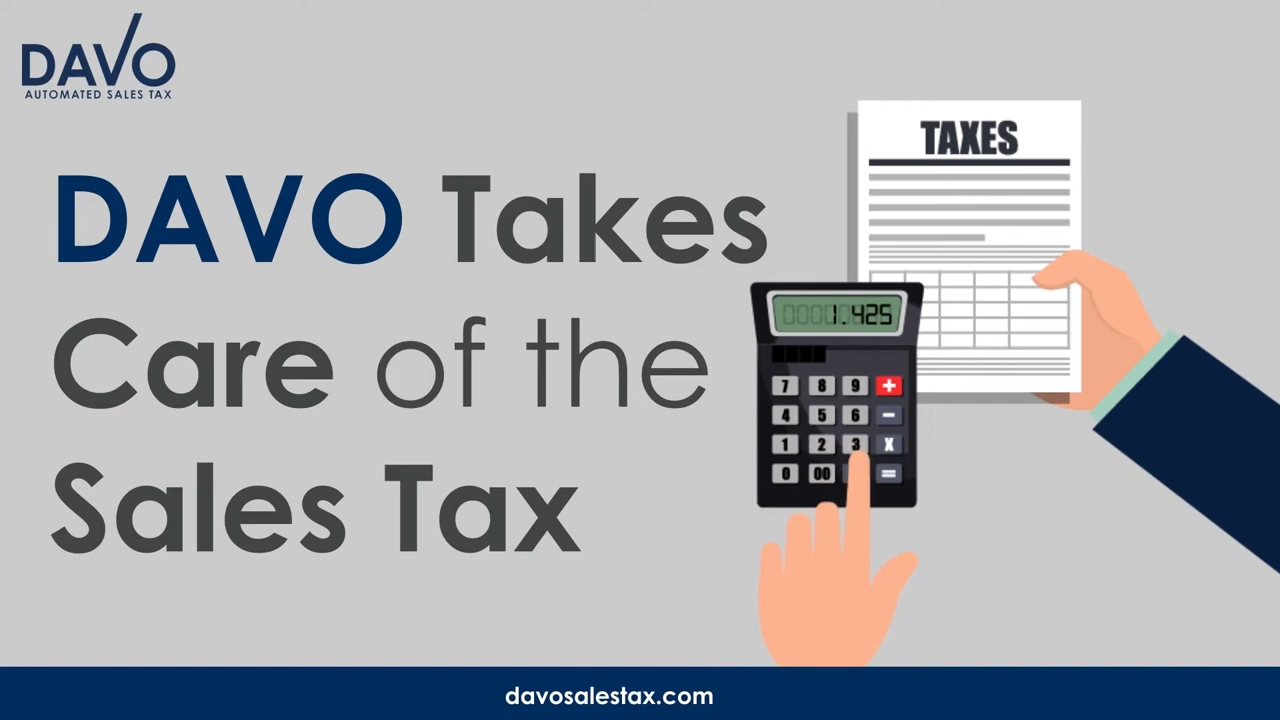 DAVO
AUTOMATED SALES TAX
DAVO Takes
Care of the
Sales Tax
TAXES
1.425
7 8 9 +
4 5 6 -
1 2 3 X
0 00 =
davosalestax.com